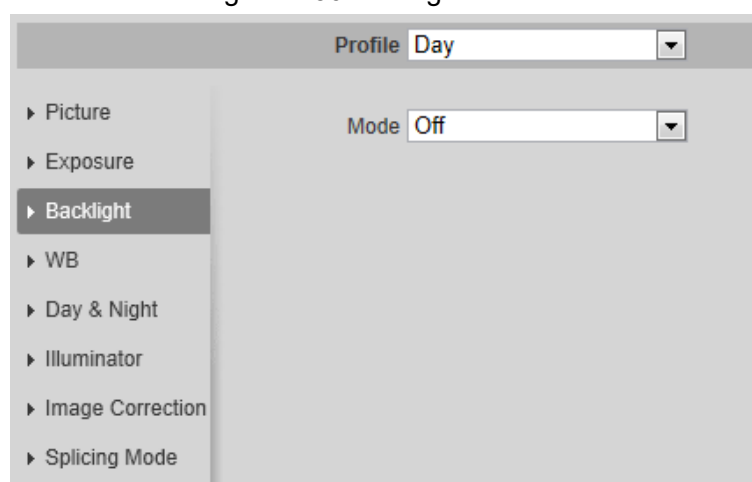 Profile Day
Mode Off
Picture
Exposure
Backlight
WB
Day & Night
Illuminator
Image Correction
Splicing Mode